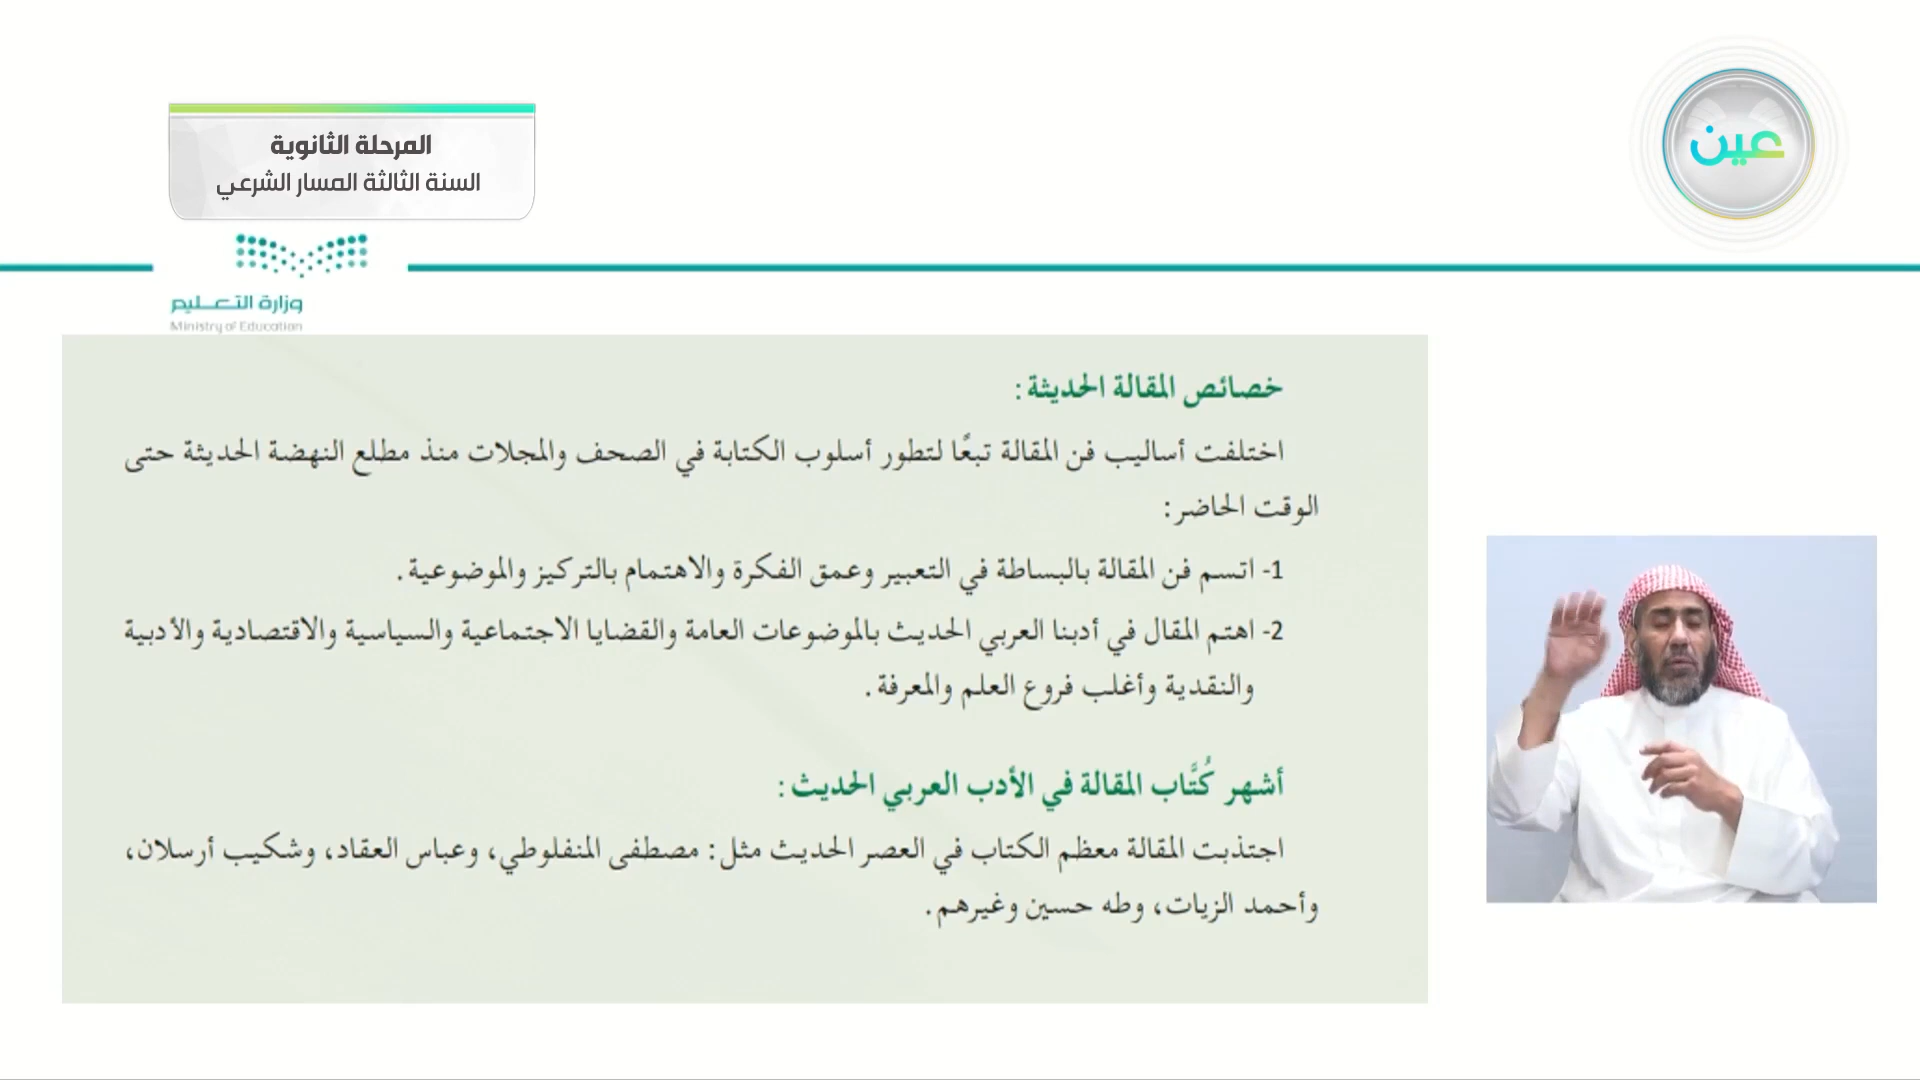 عين
المرحلة الثانوية
السنة الثالثة المسار الشرعي
وزارة التعـــليم
Ministry of Education
خصائص المقالة الحديثة:
اختلفت أساليب فن المقالة تبعًا لتطور أسلوب الكتابة في الصحف والمجلات منذ مطلع النهضة الحديثة حتى
الوقت الحاضر:
1- اتسم فن المقالة بالبساطة في التعبير وعمق الفكرة والاهتمام بالتركيز والموضوعية.
2- اهتم المقال في أدبنا العربي الحديث بالموضوعات العامة والقضايا الاجتماعية والسياسية والاقتصادية والأدبية
والنقدية وأغلب فروع العلم والمعرفة.
أشهر كُتَّاب المقالة في الأدب العربي الحديث:
اجتذبت المقالة معظم الكتاب في العصر الحديث مثل: مصطفى المنفلوطي، وعباس العقاد، وشكيب أرسلان،
وأحمد الزيات، وطه حسين وغيرهم.